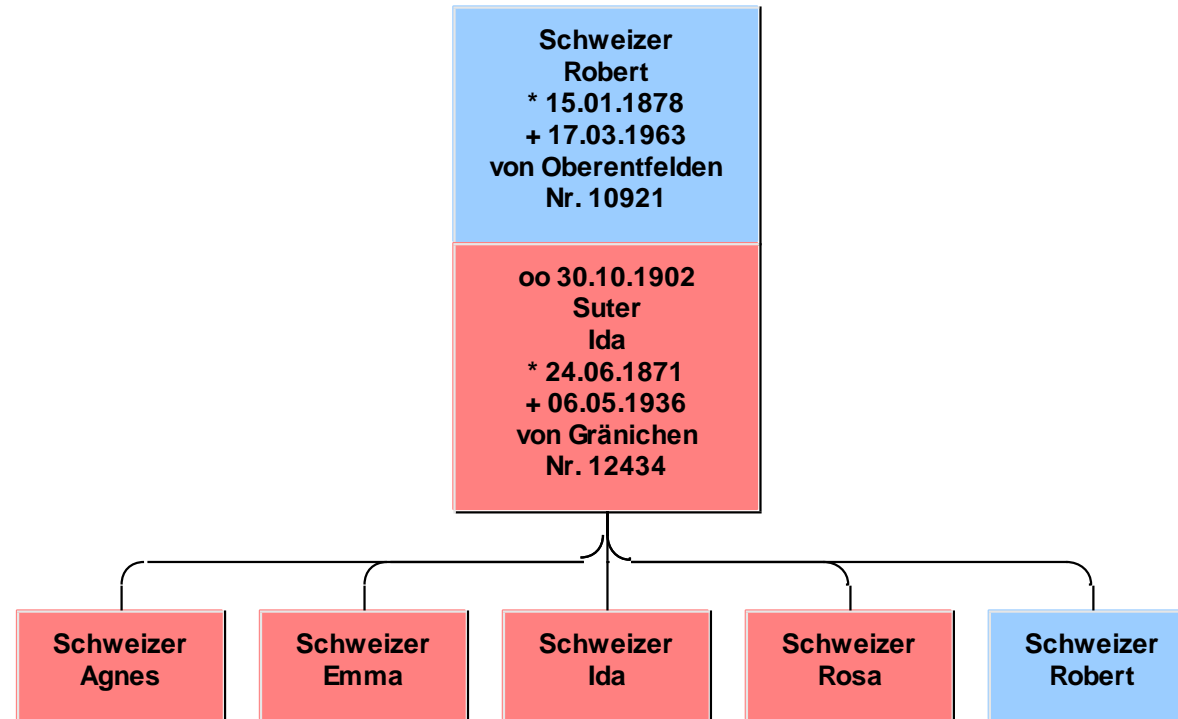 Schweizer
Robert
* 15.01.1878
+ 17.03.1963
von Oberentfelden
Nr. 10921
oo 30.10.1902
Suter
Ida
* 24.06.1871
+ 06.05.1936
von Gränichen
Nr. 12434
Schweizer
Agnes
Schweizer
Emma
Schweizer
Ida
Schweizer
Rosa
Schweizer
Robert